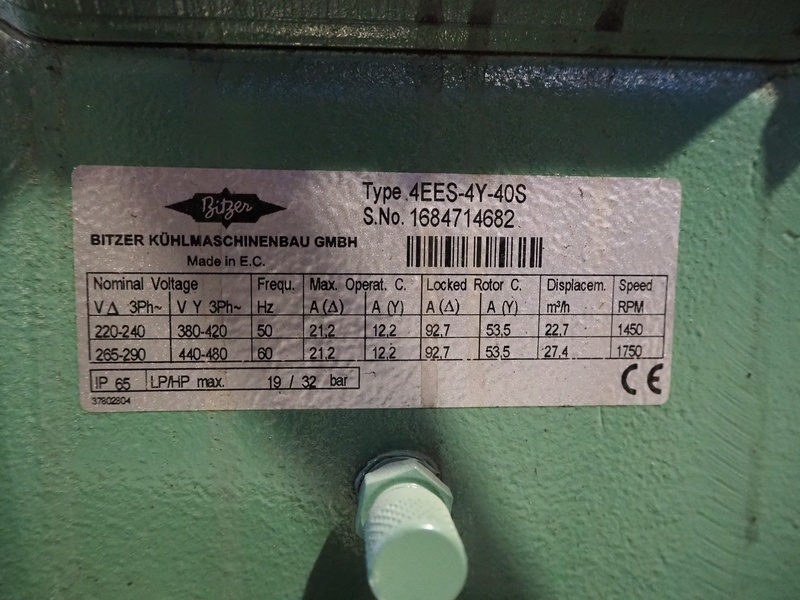 Bitzer
Type 4EES-4Y-40S
S.No. 1684714682
BITZER KÜHLMASCHINENBAU GMBH
Made in E.C.
Nominal Voltage Frequ. Max. Operat. C. Locked Rotor C. Displacem. Speed
V Δ 3Ph~ V Y 3Ph~ Hz A (Δ) A (Y) A (Δ) A (Y) m³/h RPM
220-240 380-420 50 21,2 12,2 92,7 53,5 22,7 1450
265-290 440-480 60 21,2 12,2 92,7 53,5 27,4 1750
IP 65 LP/HP max. 19 / 32 bar
CE
37802804